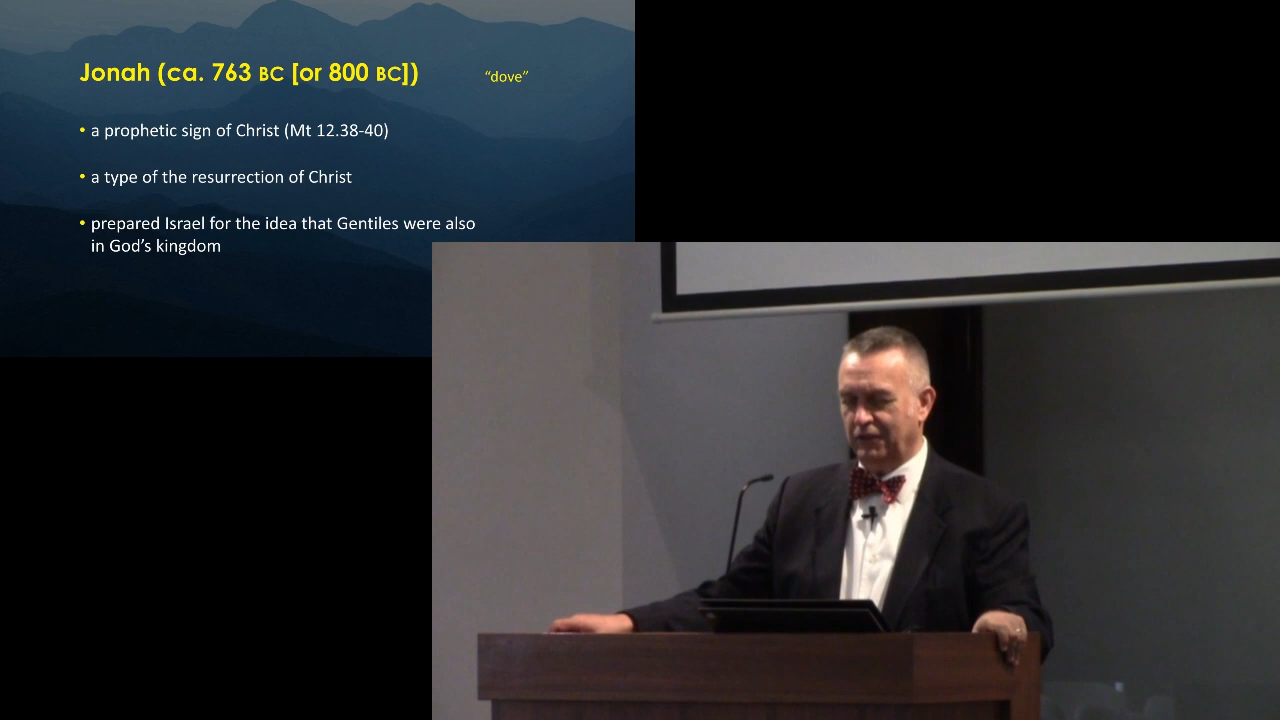 Jonah (ca. 763 BC [or 800 BC]) “dove”
• a prophetic sign of Christ (Mt 12.38-40)
• a type of the resurrection of Christ
• prepared Israel for the idea that Gentiles were also
in God’s kingdom